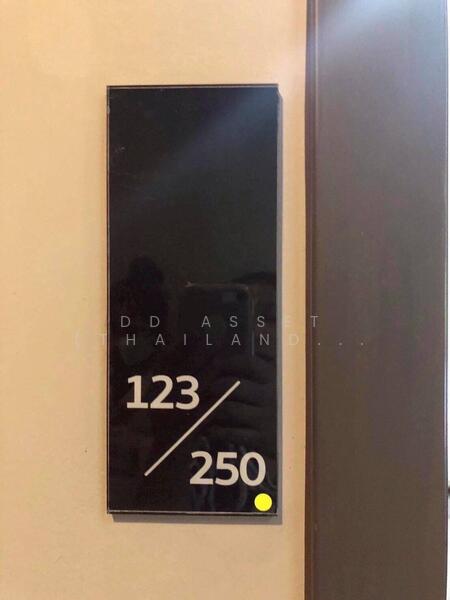 DD ASSET
(THAILAND...
123
/
250